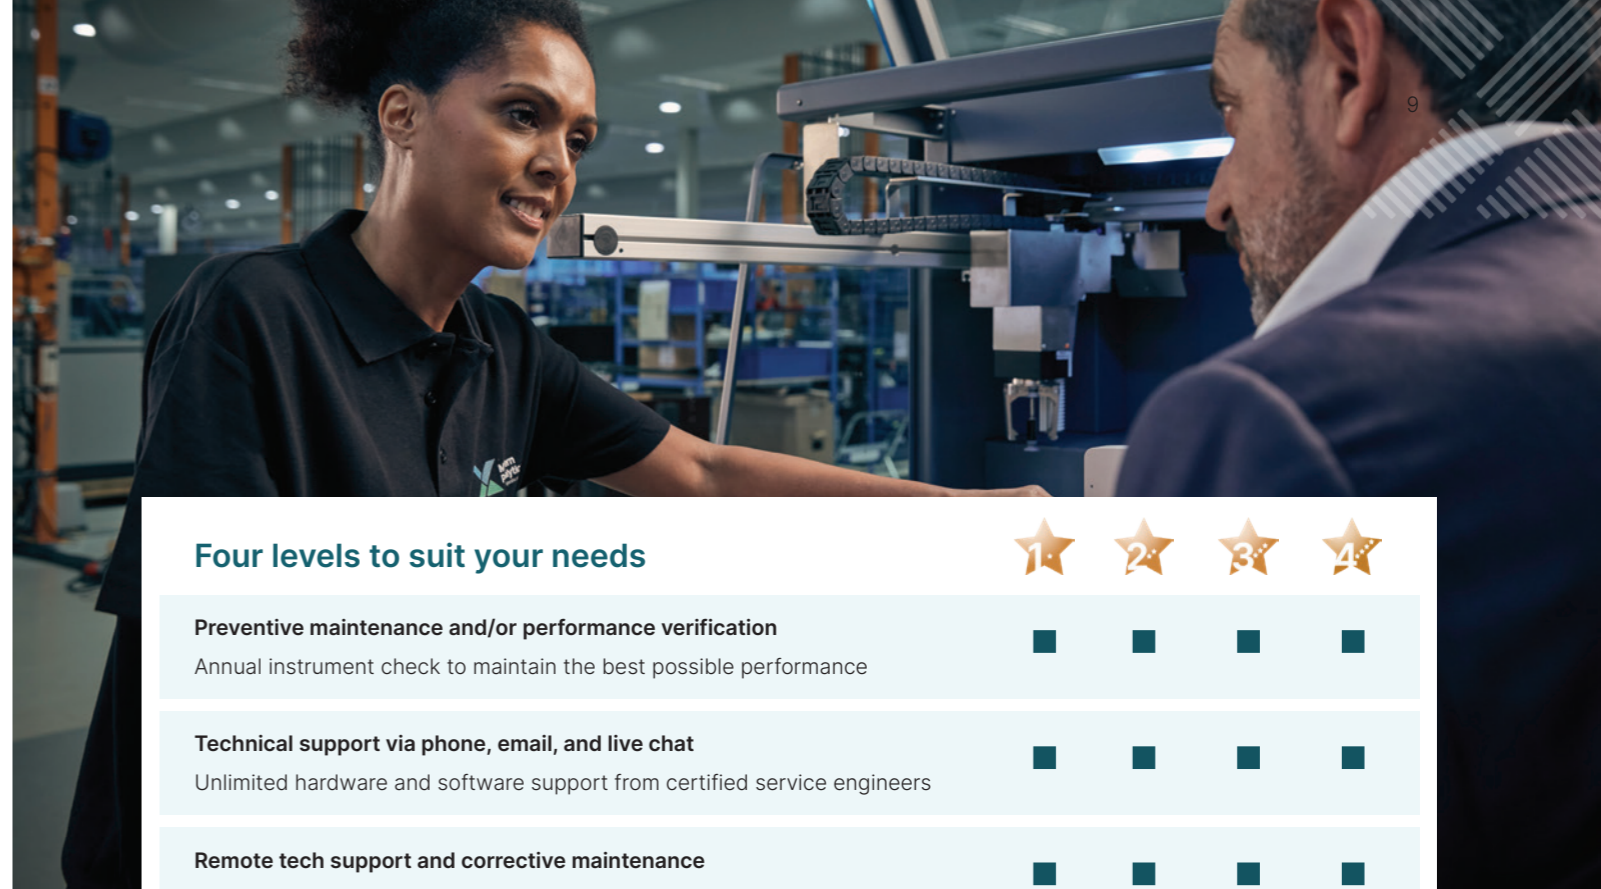 9
Four levels to suit your needs
1 2 3 4
Preventive maintenance and/or performance verification
Annual instrument check to maintain the best possible performance
Technical support via phone, email, and live chat
Unlimited hardware and software support from certified service engineers
Remote tech support and corrective maintenance